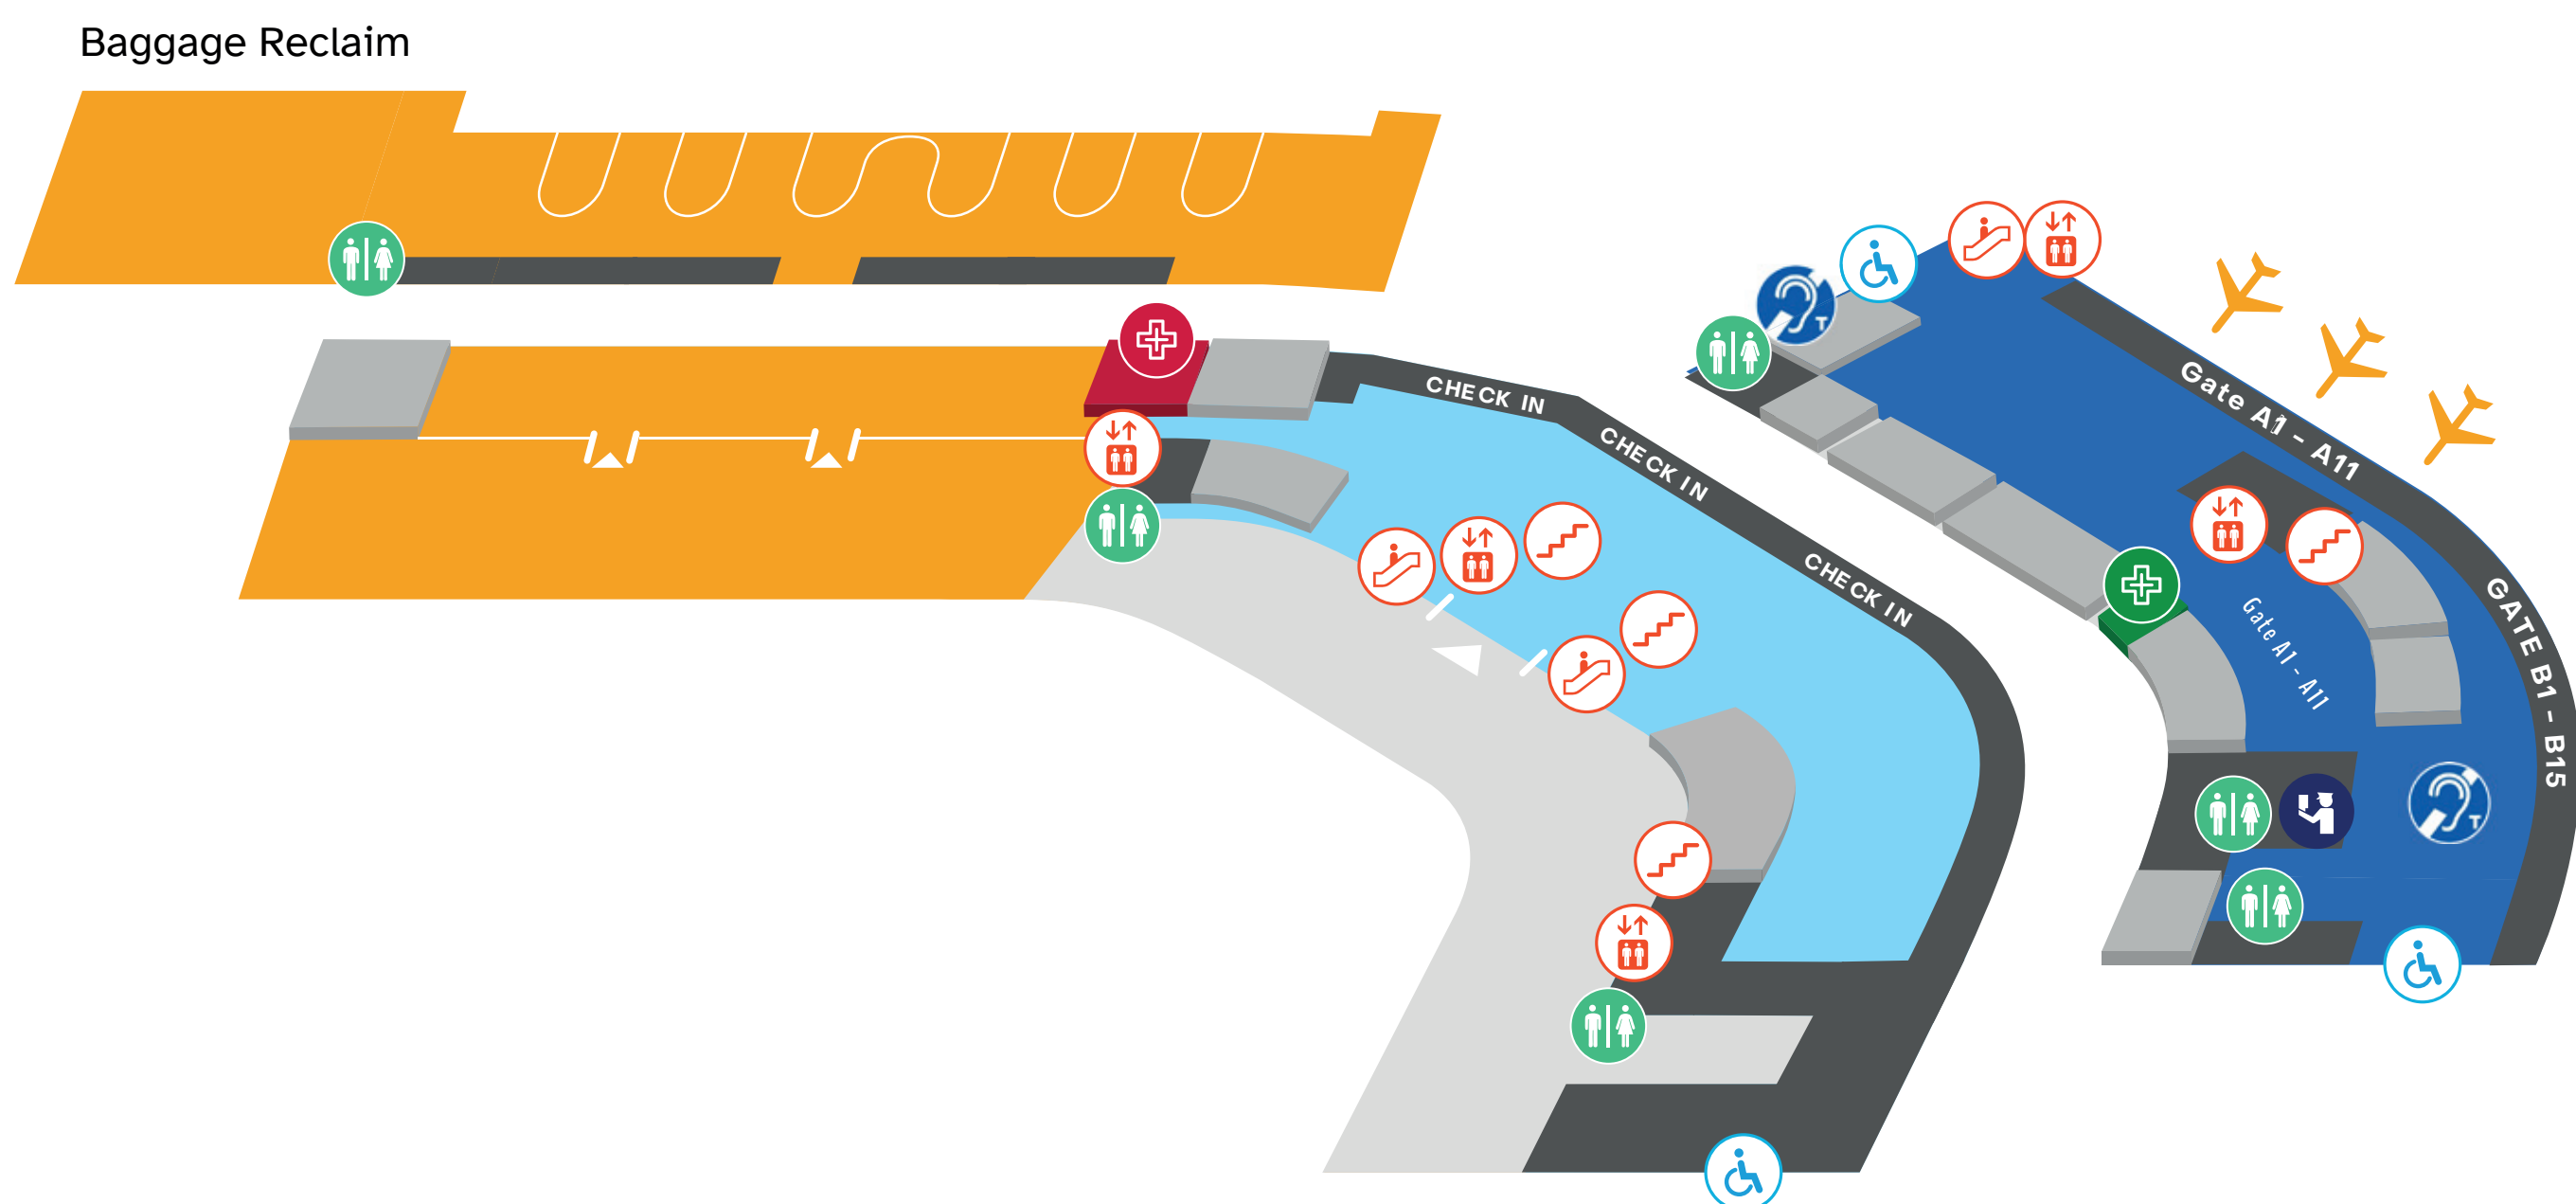 Baggage Reclaim
CHECK IN
CHECK IN
CHECK IN
Gate A1 - A11
Gate A1 - A11
GATE B1 - B15
T
T